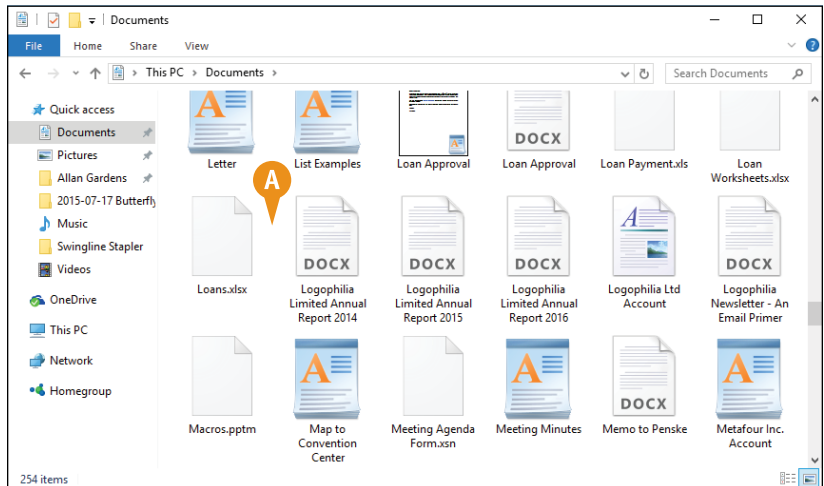 Documents
File Home Share View
This PC > Documents >
Search Documents
Quick access
Documents
Pictures
Allan Gardens
2015-07-17 Butterfly
Music
Swingline Stapler
Videos
OneDrive
This PC
Network
Homegroup
A A DOCX
Letter List Examples Loan Approval Loan Approval Loan Payment.xls Loan
Worksheets.xlsx
A
DOCX DOCX DOCX A DOCX
Loans.xlsx Logophilia Logophilia Logophilia Logophilia Ltd Logophilia
Limited Annual Limited Annual Limited Annual Account Newsletter - An
Report 2014 Report 2015 Report 2016 Email Primer
A A DOCX A
Macros.pptm Map to Meeting Agenda Meeting Minutes Memo to Penske Metafour Inc.
Convention Form.xsn Account
Center
254 items